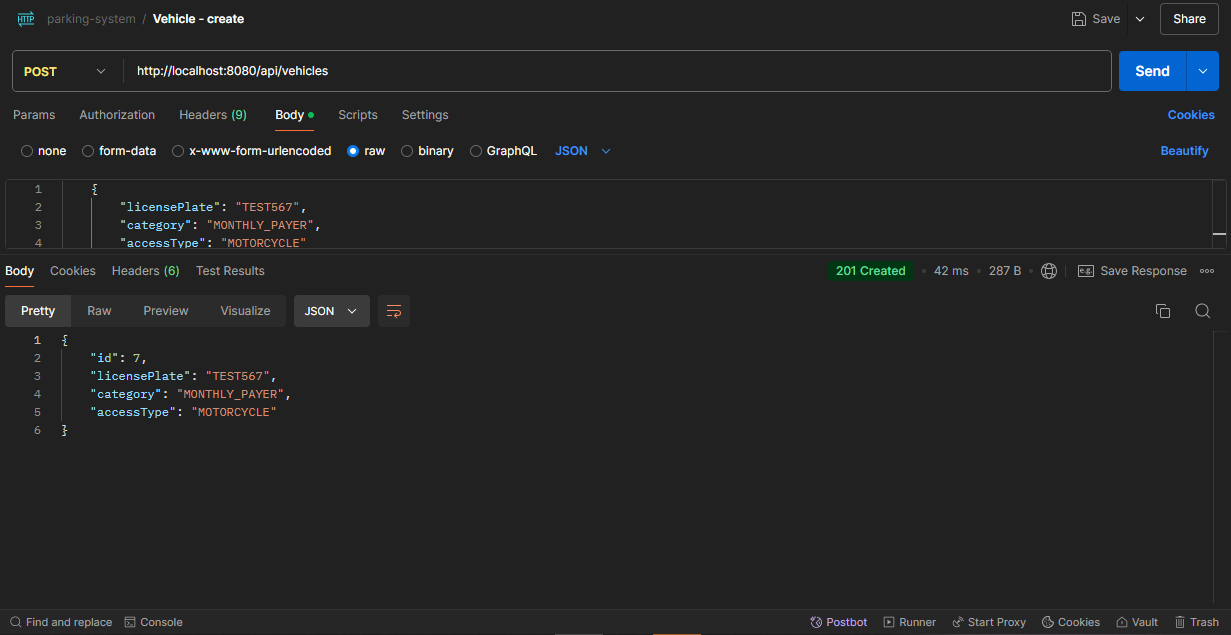 HTTP parking-system / Vehicle - create Save Share
POST http://localhost:8080/api/vehicles Send
Params Authorization Headers (9) Body Scripts Settings Cookies
none form-data x-www-form-urlencoded raw binary GraphQL JSON Beautify
1 {
2 "licensePlate": "TEST567",
3 "category": "MONTHLY_PAYER",
4 "accessType": "MOTORCYCLE"
Body Cookies Headers (6) Test Results 201 Created 42 ms 287 B e.g. Save Response
Pretty Raw Preview Visualize JSON
1 {
2 "id": 7,
3 "licensePlate": "TEST567",
4 "category": "MONTHLY_PAYER",
5 "accessType": "MOTORCYCLE"
6 }
Find and replace Console Postbot Runner Start Proxy Cookies Vault Trash